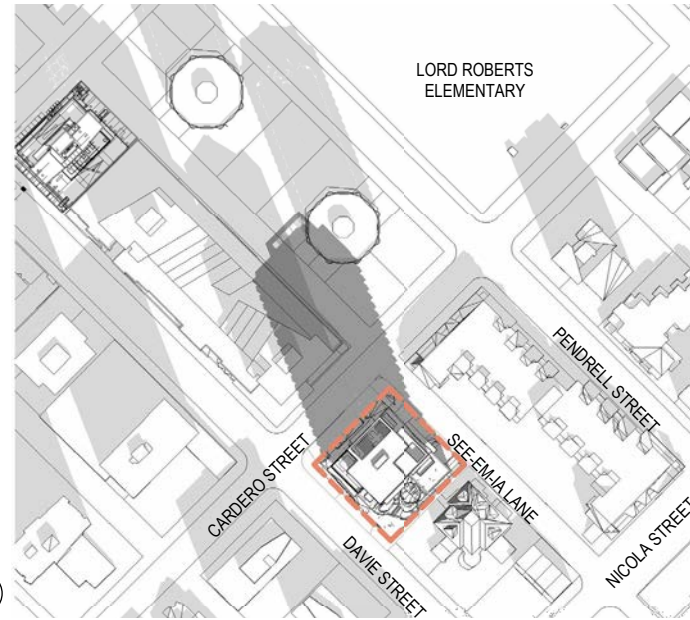 LORD ROBERTS
ELEMENTARY
PENDRELL STREET
SEE-EM-IA LANE
CARDERO STREET
NICOLA STREET
DAVIE STREET